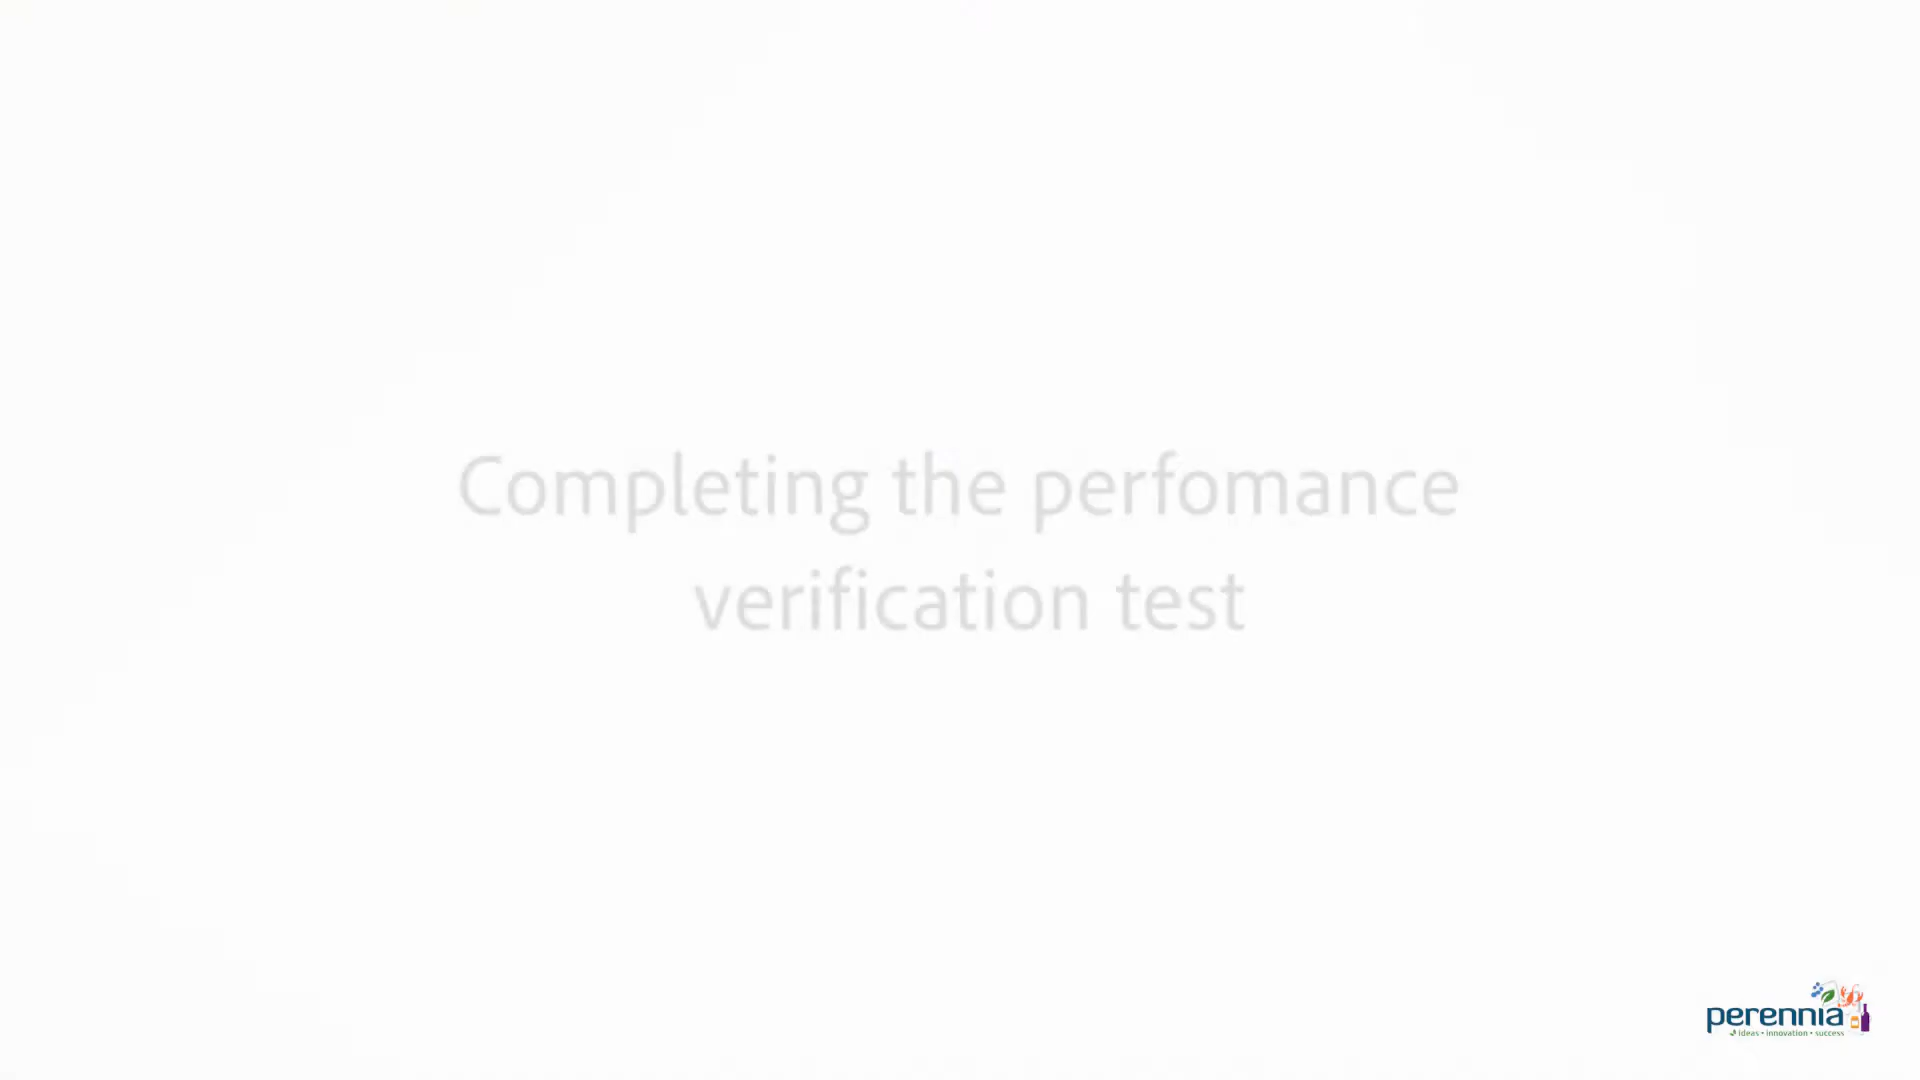 Completing the perfomance
verification test
perennia
ideas • innovation • success